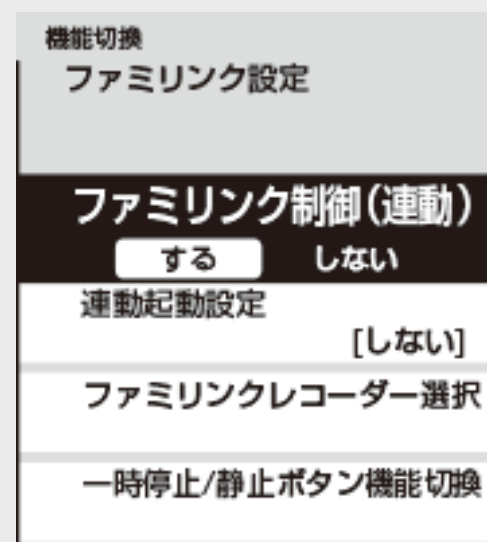 機能切換
ファミリンク設定
ファミリンク制御(連動)
する しない
連動起動設定
[しない]
ファミリンクレコーダー選択
一時停止/静止ボタン機能切換